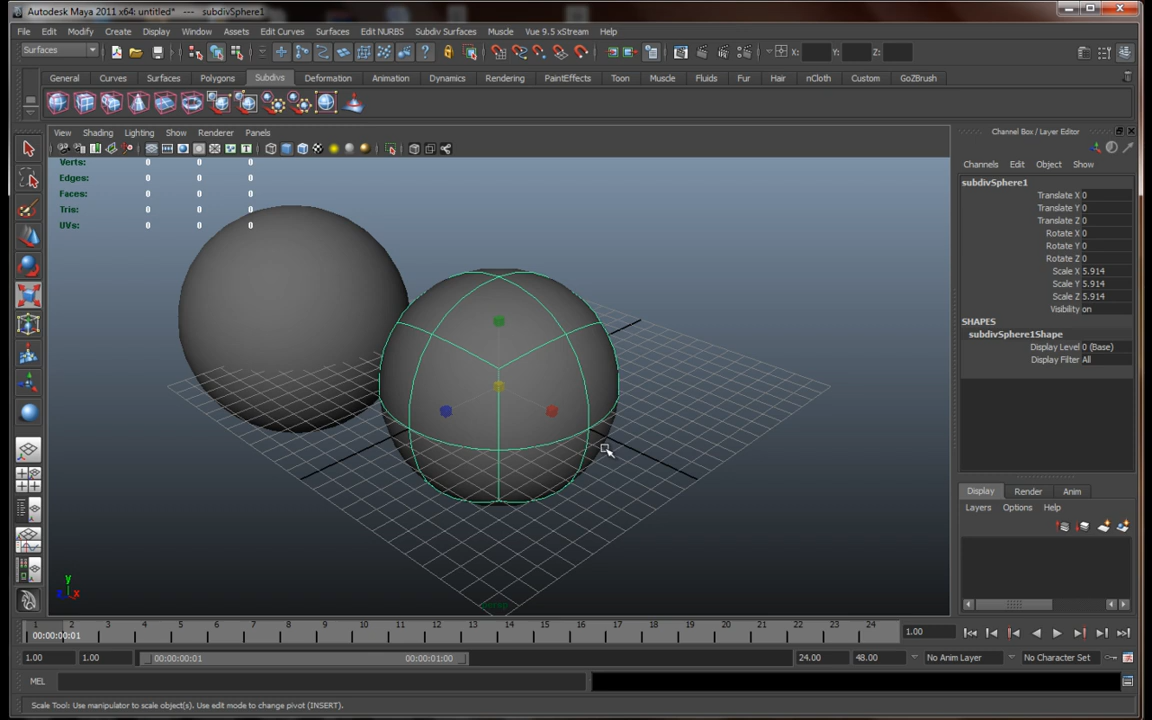 Autodesk Maya 2011 x64: untitled* --- subdivSphere1
File Edit Modify Create Display Window Assets Edit Curves Surfaces Edit NURBS Subdiv Surfaces Muscle Vue 9.5 xStream Help
Surfaces X: Y: Z:
General Curves Surfaces Polygons Subdivs Deformation Animation Dynamics Rendering PaintEffects Toon Muscle Fluids Fur Hair nCloth Custom GoZBrush
View Shading Lighting Show Renderer Panels
Verts: 0 0 0
Edges: 0 0 0
Faces: 0 0 0
Tris: 0 0 0
UVs: 0 0 0
y
z x
persp
Channel Box / Layer Editor
Channels Edit Object Show
subdivSphere1
Translate X 0
Translate Y 0
Translate Z 0
Rotate X 0
Rotate Y 0
Rotate Z 0
Scale X 5.914
Scale Y 5.914
Scale Z 5.914
Visibility on
SHAPES
subdivSphere1Shape
Display Level 0 (Base)
Display Filter All
Display Render Anim
Layers Options Help
1 2 3 4 5 6 7 8 9 10 11 12 13 14 15 16 17 18 19 20 21 22 23 24
00:00:00:01
1.00
1.00 1.00 00:00:00:01 00:00:01:00 24.00 48.00 No Anim Layer No Character Set
MEL
Scale Tool: Use manipulator to scale object(s). Use edit mode to change pivot (INSERT).